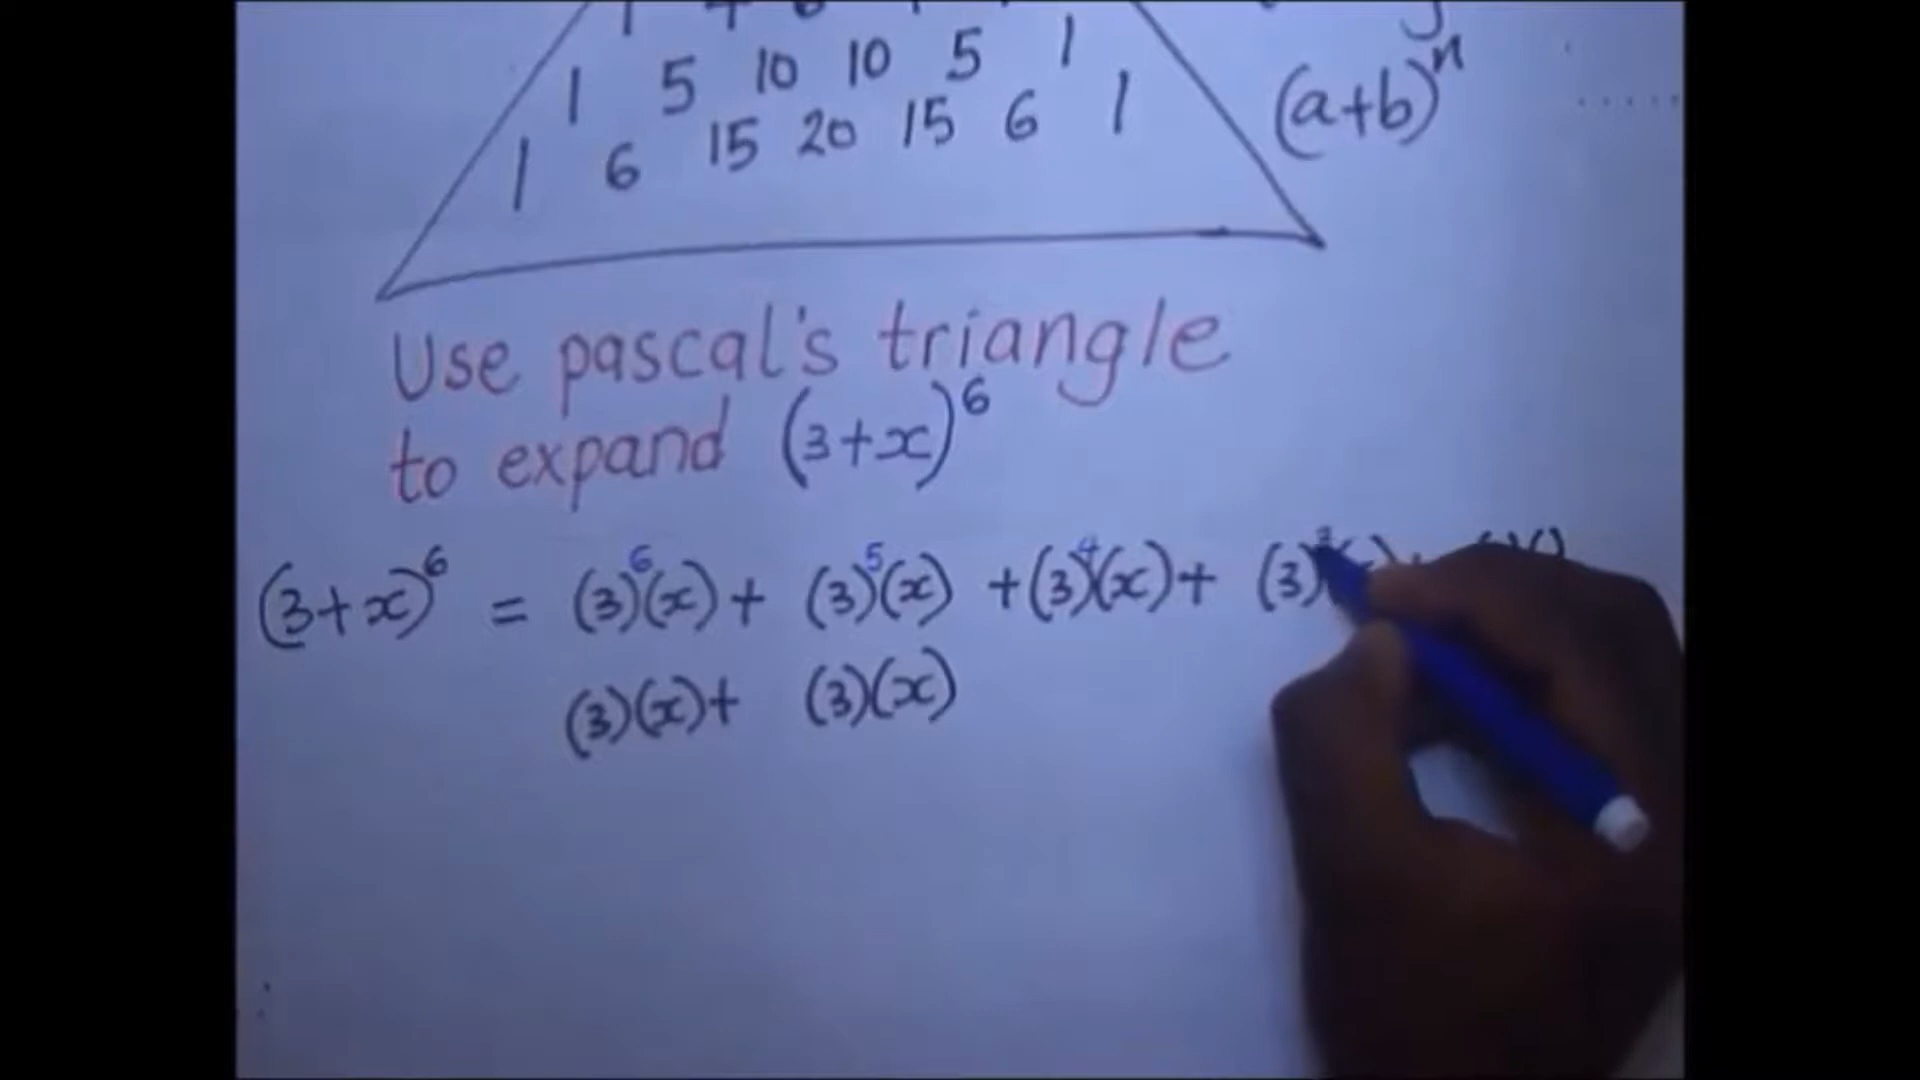 1 5 10 10 5 1
(a+b)ⁿ
1 6 15 20 15 6 1
Use pascal's triangle
to expand (3+x)⁶
(3+x)⁶ = (3)⁶(x)+ (3)⁵(x) +(3)⁴(x)+ (3)
(3)(x)+ (3)(x)